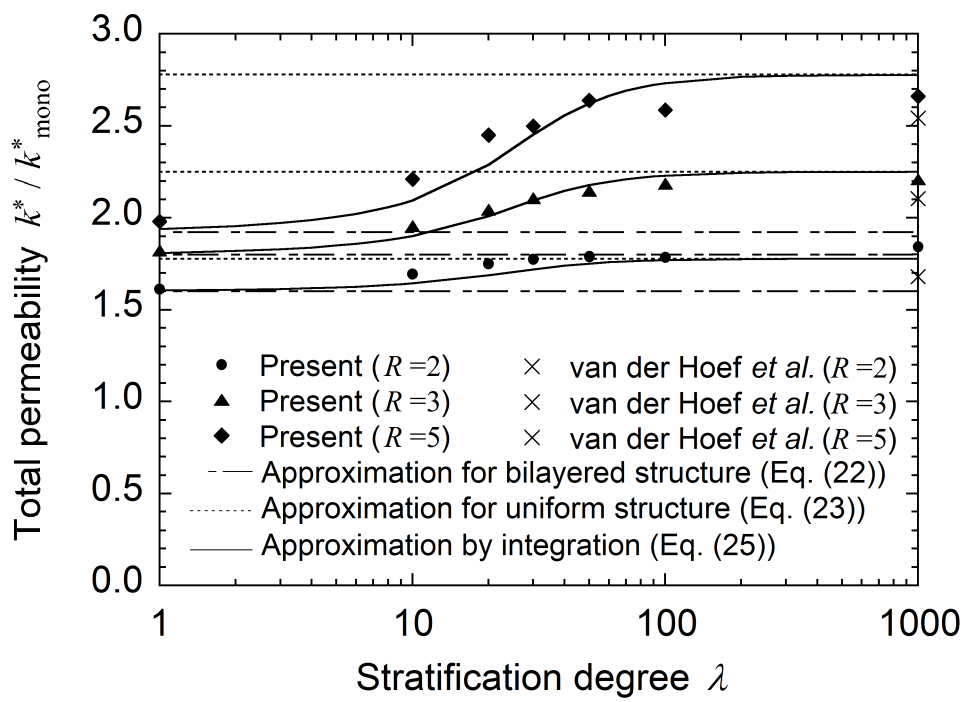 3.0
2.5
2.0
1.5
1.0
0.5
0.0
Total permeability k* / k*mono
Present (R=2)
van der Hoef et al. (R=2)
Present (R=3)
van der Hoef et al. (R=3)
Present (R=5)
van der Hoef et al. (R=5)
Approximation for bilayered structure (Eq. (22))
Approximation for uniform structure (Eq. (23))
Approximation by integration (Eq. (25))
1 10 100 1000
Stratification degree λ